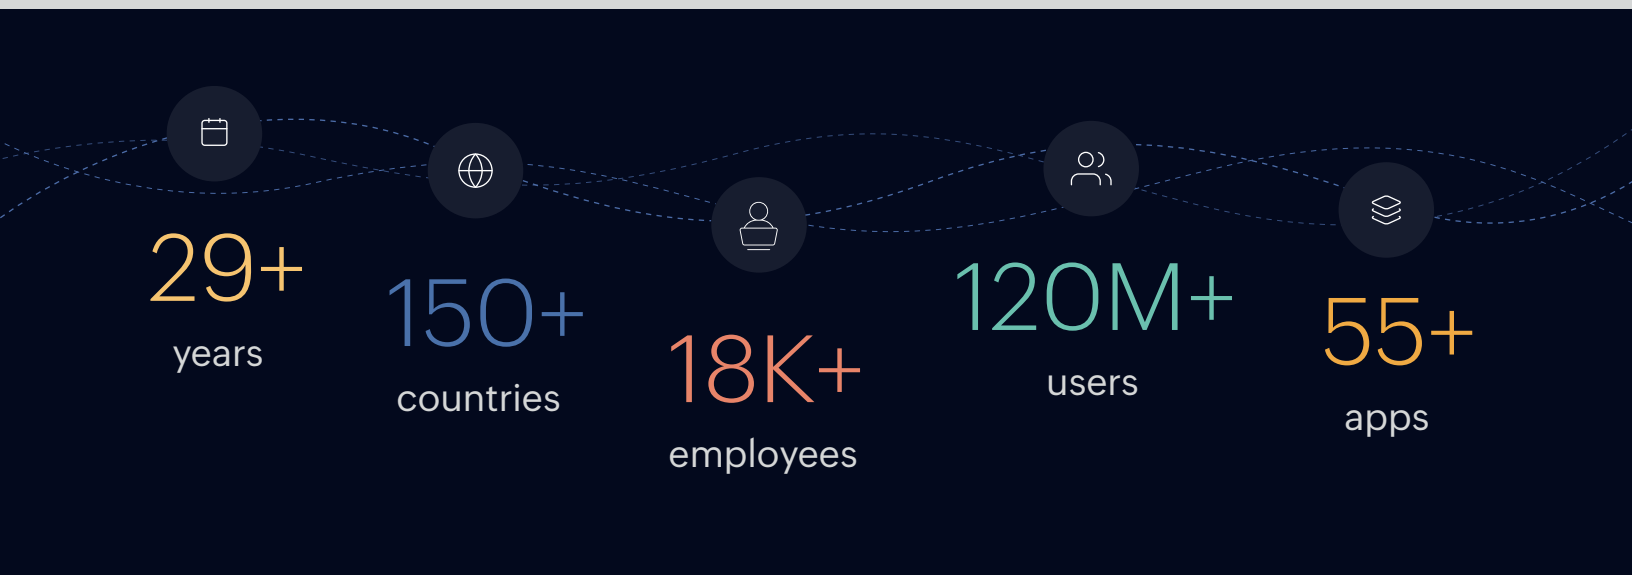 29+
years
150+
countries
18K+
employees
120M+
users
55+
apps